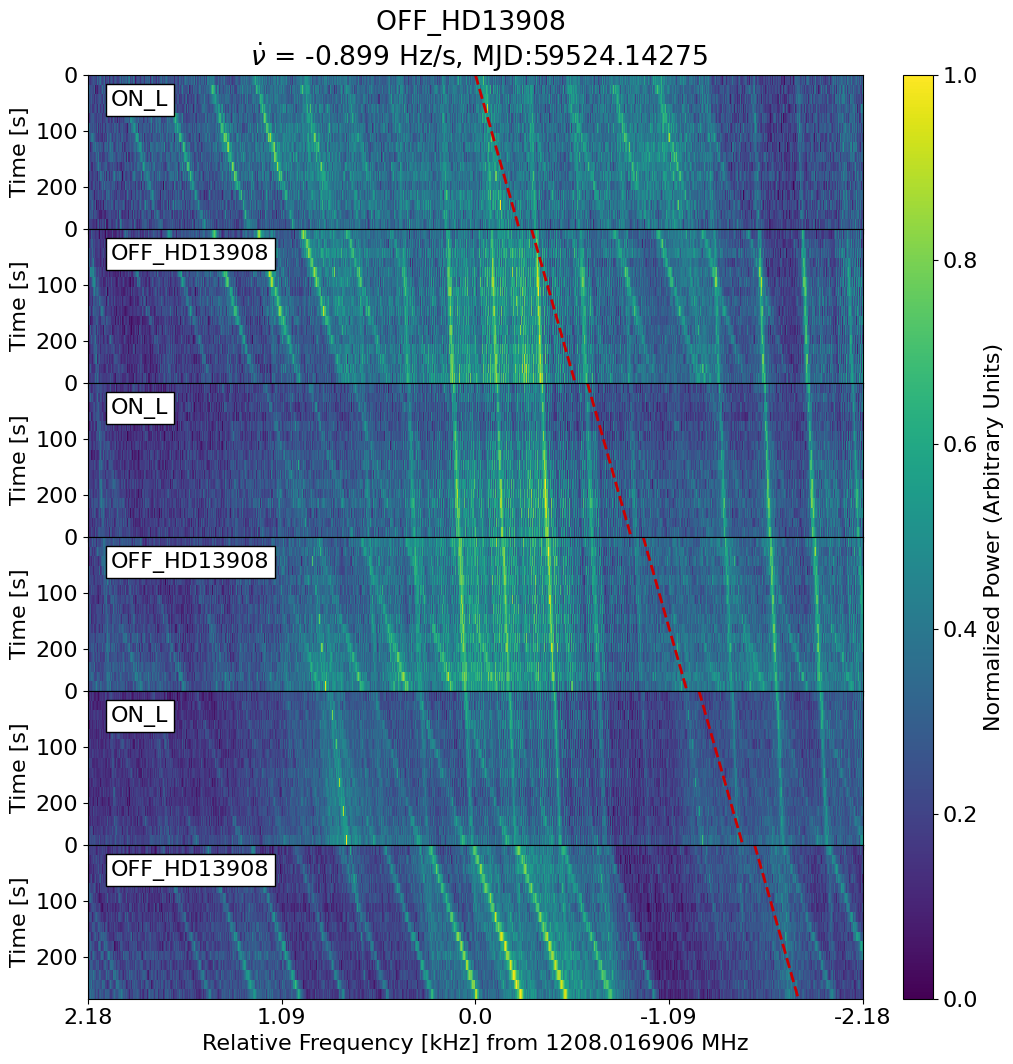 OFF_HD13908
ν̇ = -0.899 Hz/s, MJD:59524.14275
0
100
200
Time [s]
ON_L
0
100
200
Time [s]
OFF_HD13908
0
100
200
Time [s]
ON_L
0
100
200
Time [s]
OFF_HD13908
0
100
200
Time [s]
ON_L
0
100
200
Time [s]
OFF_HD13908
2.18 1.09 0.0 -1.09 -2.18
Relative Frequency [kHz] from 1208.016906 MHz
1.0
0.8
0.6
0.4
0.2
0.0
Normalized Power (Arbitrary Units)